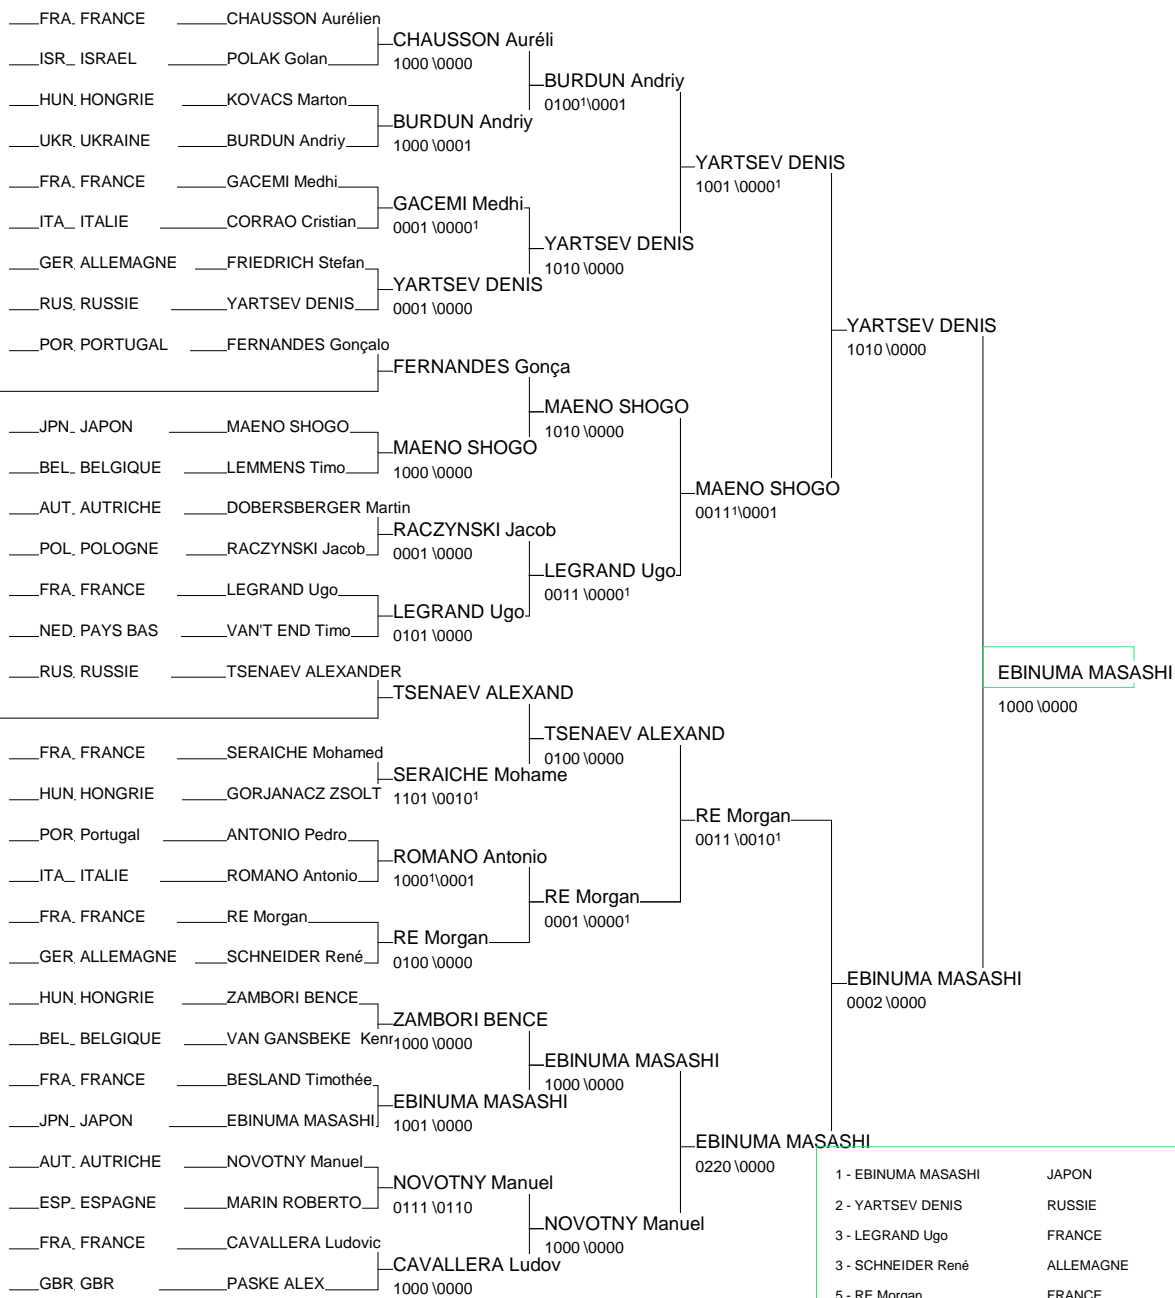 FRA FRANCE CHAUSSON Aurélien
CHAUSSON Auréli
1000 \0000
ISR ISRAEL POLAK Golan
BURDUN Andriy
0100¹\0001
HUN HONGRIE KOVACS Marton
BURDUN Andriy
1000 \0001
UKR UKRAINE BURDUN Andriy
YARTSEV DENIS
1001 \0000¹
FRA FRANCE GACEMI Medhi
GACEMI Medhi
0001 \0000¹
ITA ITALIE CORRAO Cristian
YARTSEV DENIS
1010 \0000
GER ALLEMAGNE FRIEDRICH Stefan
YARTSEV DENIS
0001 \0000
RUS RUSSIE YARTSEV DENIS
YARTSEV DENIS
1010 \0000
POR PORTUGAL FERNANDES Gonçalo
FERNANDES Gonça
MAENO SHOGO
1010 \0000
JPN JAPON MAENO SHOGO
MAENO SHOGO
1000 \0000
BEL BELGIQUE LEMMENS Timo
MAENO SHOGO
0011¹\0001
AUT AUTRICHE DOBERSBERGER Martin
RACZYNSKI Jacob
0001 \0000
POL POLOGNE RACZYNSKI Jacob
LEGRAND Ugo
0011 \0000¹
FRA FRANCE LEGRAND Ugo
LEGRAND Ugo
0101 \0000
NED PAYS BAS VAN'T END Timo
RUS RUSSIE TSENAEV ALEXANDER
EBINUMA MASASHI
1000 \0000
TSENAEV ALEXAND
TSENAEV ALEXAND
0100 \0000
FRA FRANCE SERAICHE Mohamed
SERAICHE Mohame
1101 \0010¹
HUN HONGRIE GORJANACZ ZSOLT
RE Morgan
0011 \0010¹
POR Portugal ANTONIO Pedro
ROMANO Antonio
1000¹\0001
ITA ITALIE ROMANO Antonio
RE Morgan
0001 \0000¹
FRA FRANCE RE Morgan
RE Morgan
0100 \0000
GER ALLEMAGNE SCHNEIDER René
EBINUMA MASASHI
0002 \0000
HUN HONGRIE ZAMBORI BENCE
ZAMBORI BENCE
1000 \0000
BEL BELGIQUE VAN GANSBEKE
EBINUMA MASASHI
1000 \0000
FRA FRANCE BESLAND Timothée
EBINUMA MASASHI
1001 \0000
JPN JAPON EBINUMA MASASHI
EBINUMA MASASHI
0220 \0000
AUT AUTRICHE NOVOTNY Manuel
NOVOTNY Manuel
0111 \0110
ESP ESPAGNE MARIN ROBERTO
NOVOTNY Manuel
1000 \0000
FRA FRANCE CAVALLERA Ludovic
CAVALLERA Ludov
1000 \0000
GBR GBR PASKE ALEX
1 - EBINUMA MASASHI JAPON
2 - YARTSEV DENIS RUSSIE
3 - LEGRAND Ugo FRANCE
3 - SCHNEIDER René ALLEMAGNE
5 - RE Morgan FRANCE